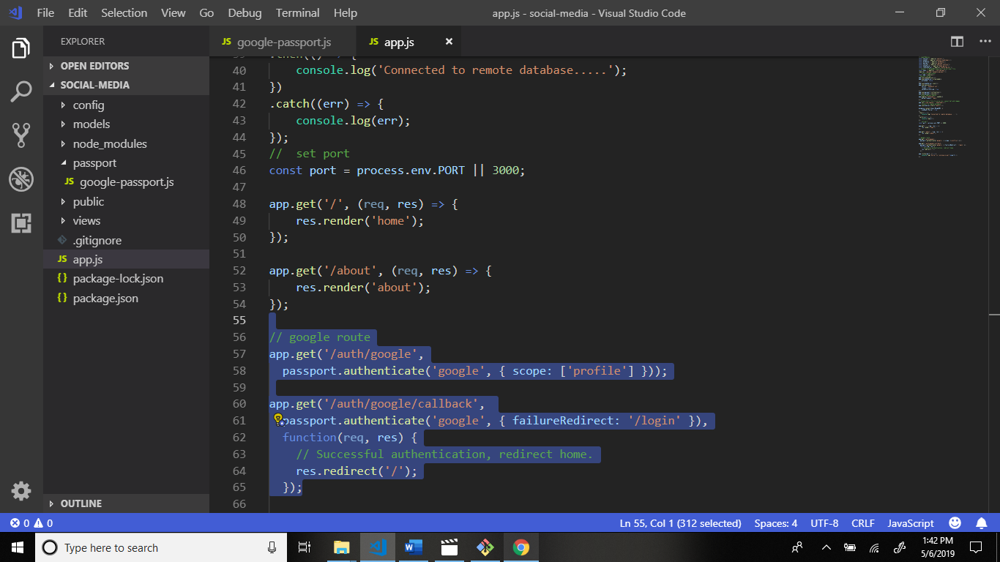 File Edit Selection View Go Debug Terminal Help app.js - social-media - Visual Studio Code
EXPLORER
OPEN EDITORS
SOCIAL-MEDIA
config
models
node_modules
passport
JS google-passport.js
public
views
.gitignore
JS app.js
{} package-lock.json
{} package.json
OUTLINE
JS google-passport.js JS app.js
40 console.log('Connected to remote database.....');
41 })
42 .catch((err) => {
43 console.log(err);
44 });
45 //  set port
46 const port = process.env.PORT || 3000;
47
48 app.get('/', (req, res) => {
49 res.render('home');
50 });
51
52 app.get('/about', (req, res) => {
53 res.render('about');
54 });
55
56 // google route
57 app.get('/auth/google',
58 passport.authenticate('google', { scope: ['profile'] }));
59
60 app.get('/auth/google/callback',
61 passport.authenticate('google', { failureRedirect: '/login' }),
62 function(req, res) {
63 // Successful authentication, redirect home.
64 res.redirect('/');
65 });
66
0 0 Ln 55, Col 1 (312 selected) Spaces: 4 UTF-8 CRLF JavaScript
Type here to search
1:42 PM
5/6/2019